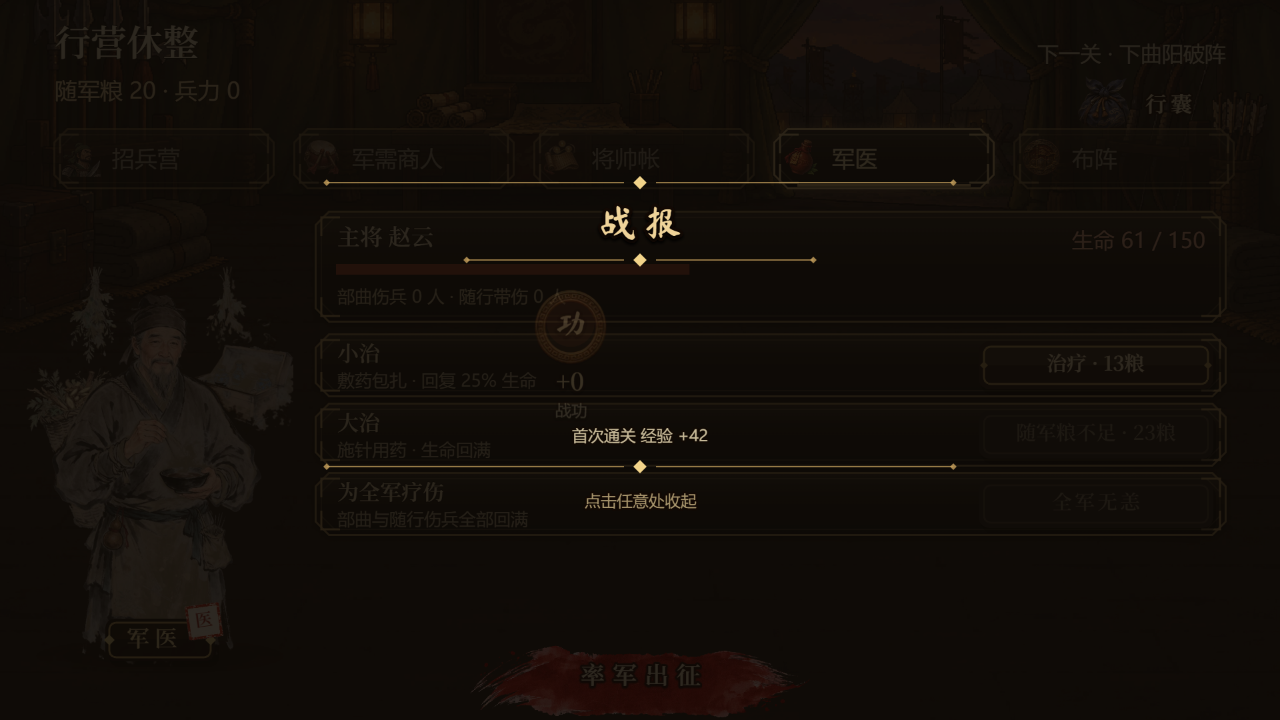 行营休整
随军粮 20 · 兵力 0
下一关 · 下曲阳破阵
行囊
招兵营
军需商人
将帅帐
军医
布阵
战报
主将 赵云
生命 61 / 150
部曲伤兵 0 人 · 随行带伤 0 人
功
+0
战功
小治
敷药包扎 · 回复 25% 生命
治疗 · 13粮
首次通关 经验 +42
大治
施针用药 · 生命回满
随军粮不足 · 23粮
点击任意处收起
为全军疗伤
部曲与随行伤兵全部回满
全军无恙
军医
医
率军出征